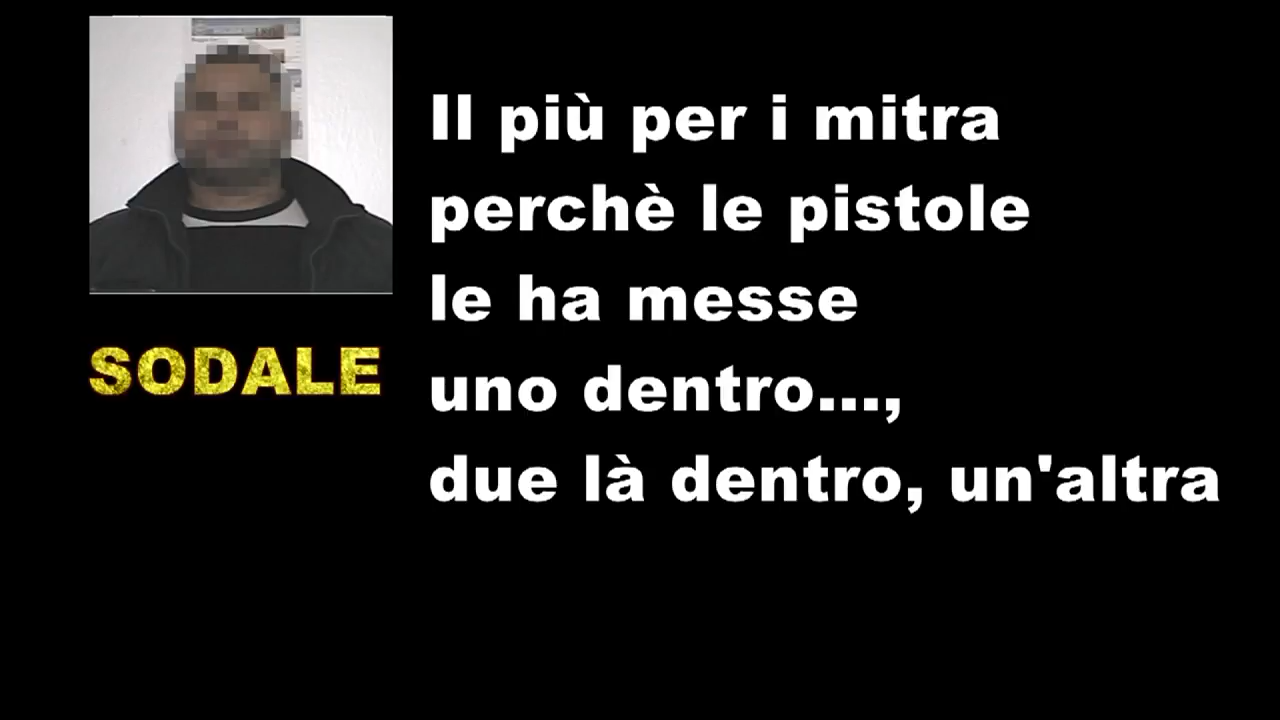 Il più per i mitra
perchè le pistole
le ha messe
uno dentro...,
due là dentro, un'altra
SODALE